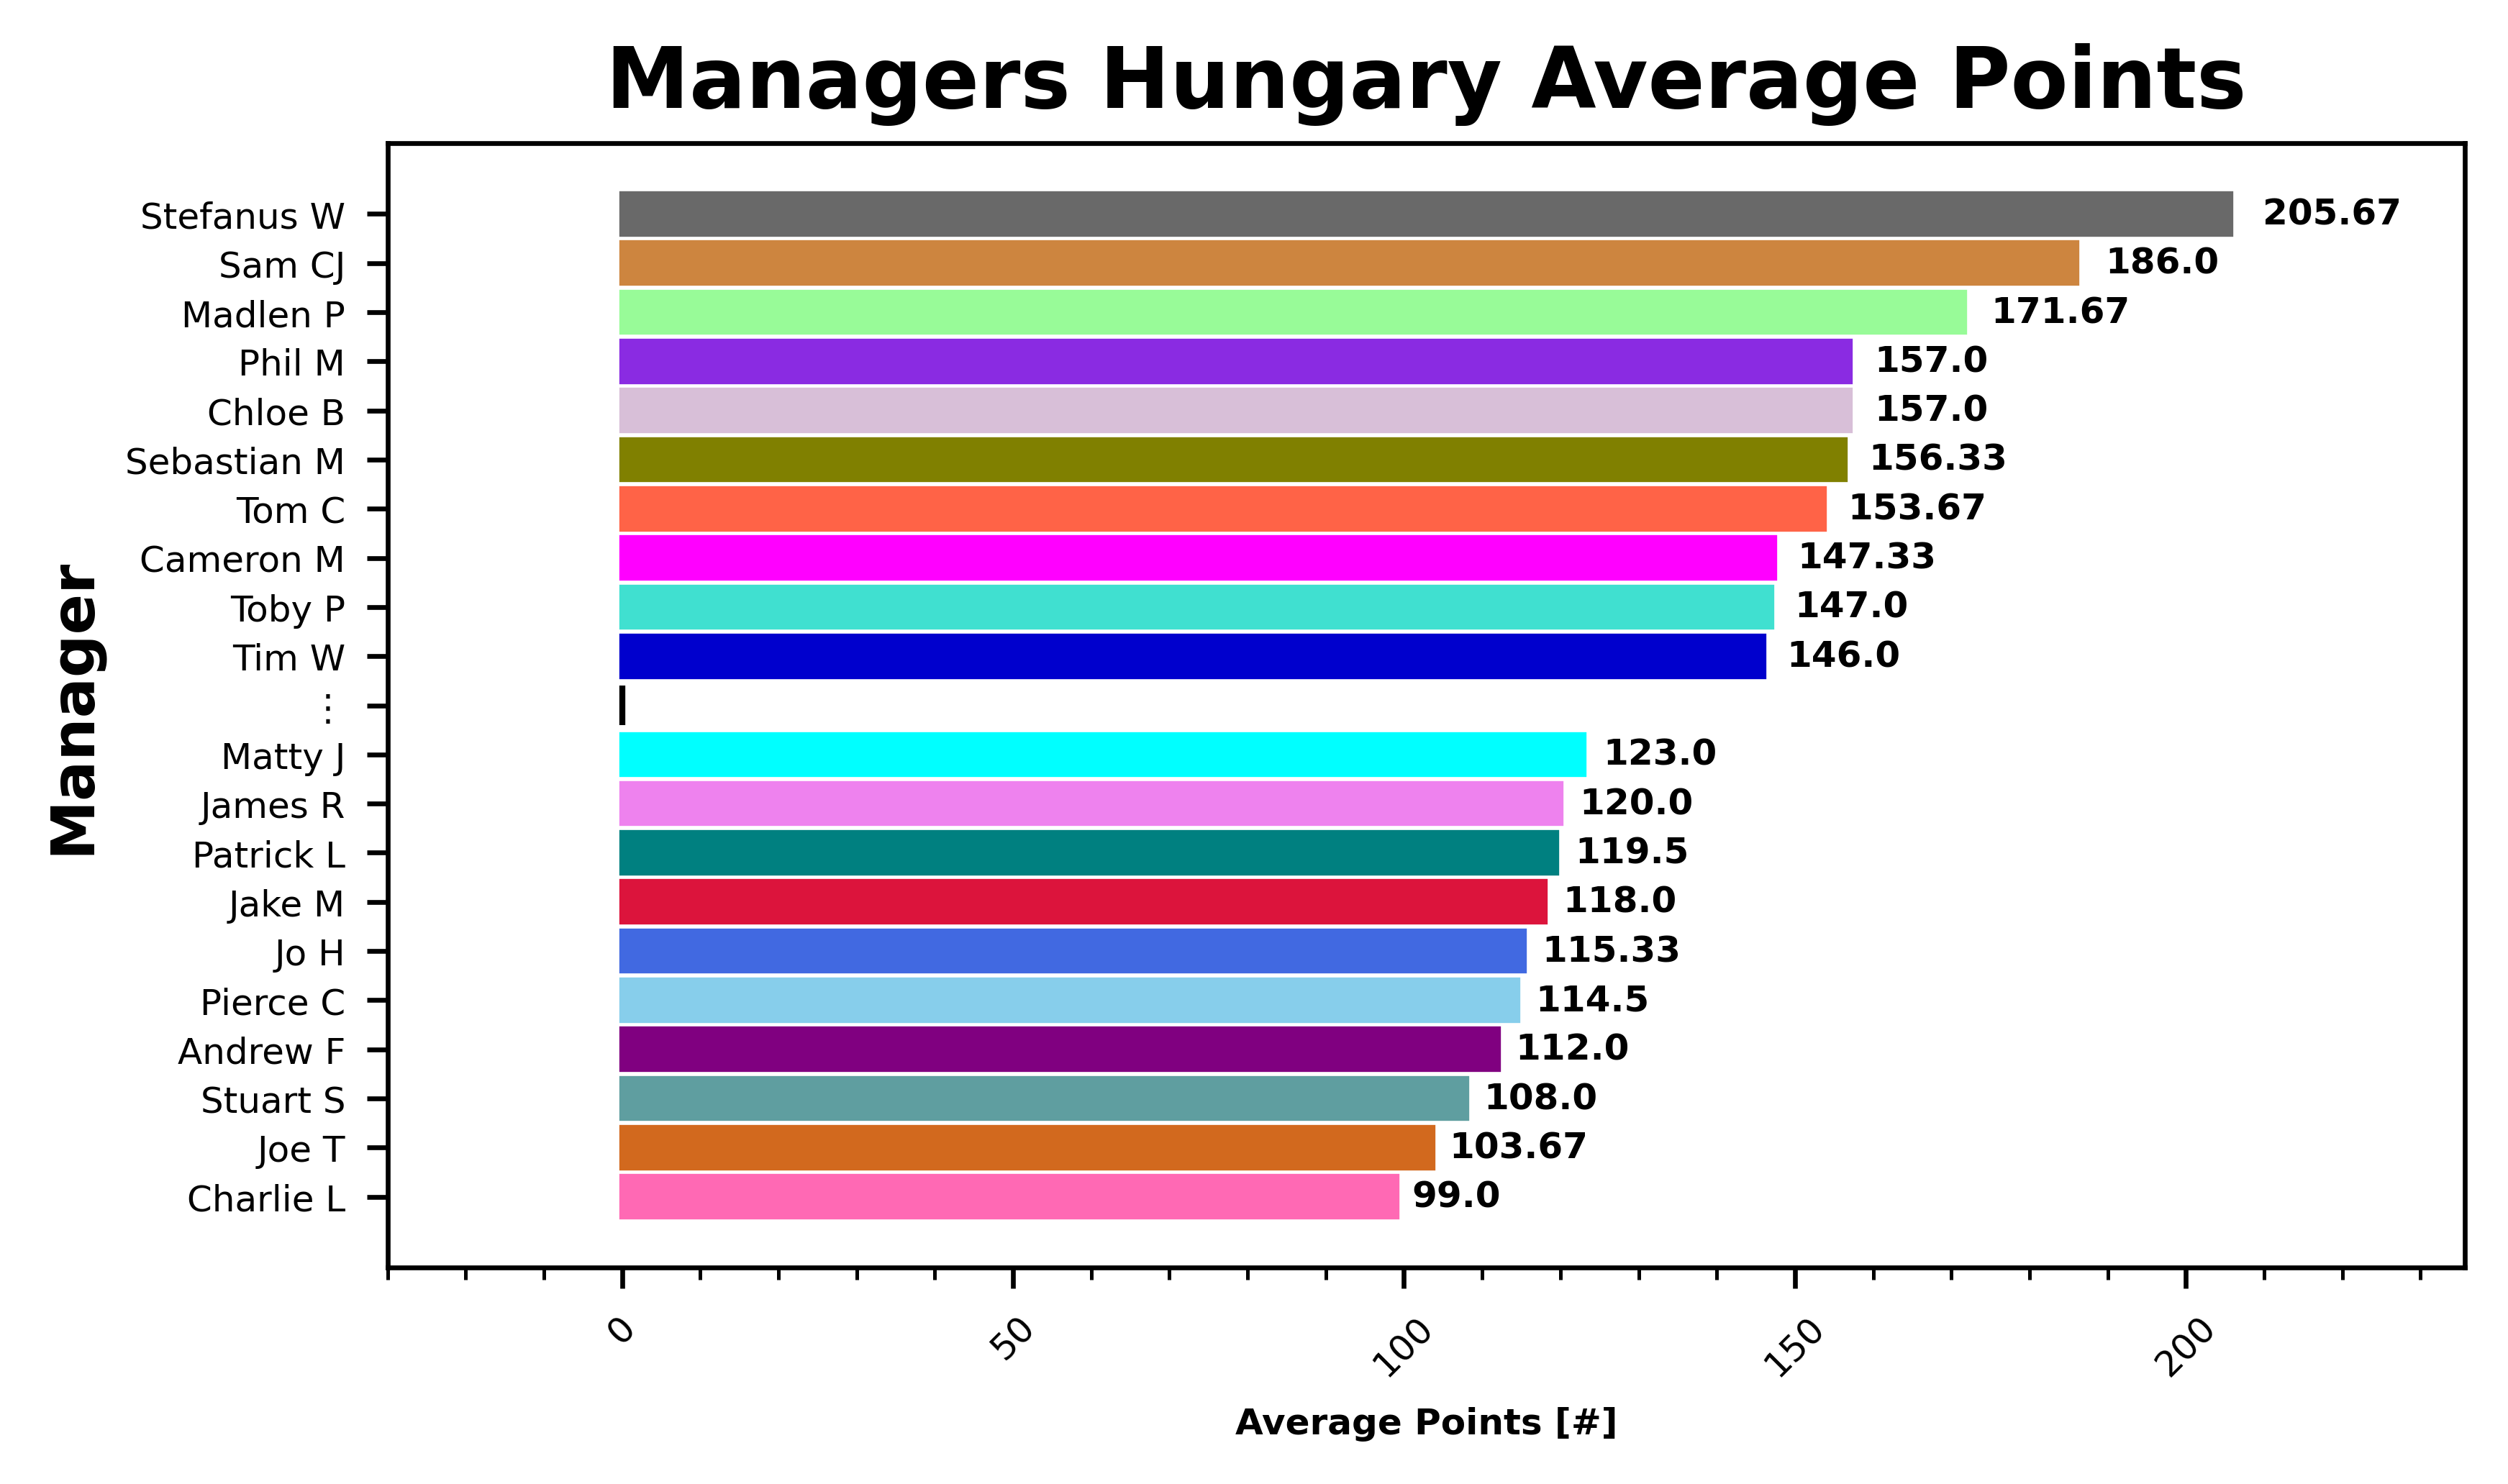 Managers Hungary Average Points
Manager
Stefanus W 205.67
Sam CJ 186.0
Madlen P 171.67
Phil M 157.0
Chloe B 157.0
Sebastian M 156.33
Tom C 153.67
Cameron M 147.33
Toby P 147.0
Tim W 146.0
⋮
Matty J 123.0
James R 120.0
Patrick L 119.5
Jake M 118.0
Jo H 115.33
Pierce C 114.5
Andrew F 112.0
Stuart S 108.0
Joe T 103.67
Charlie L 99.0
0 50 100 150 200
Average Points [#]